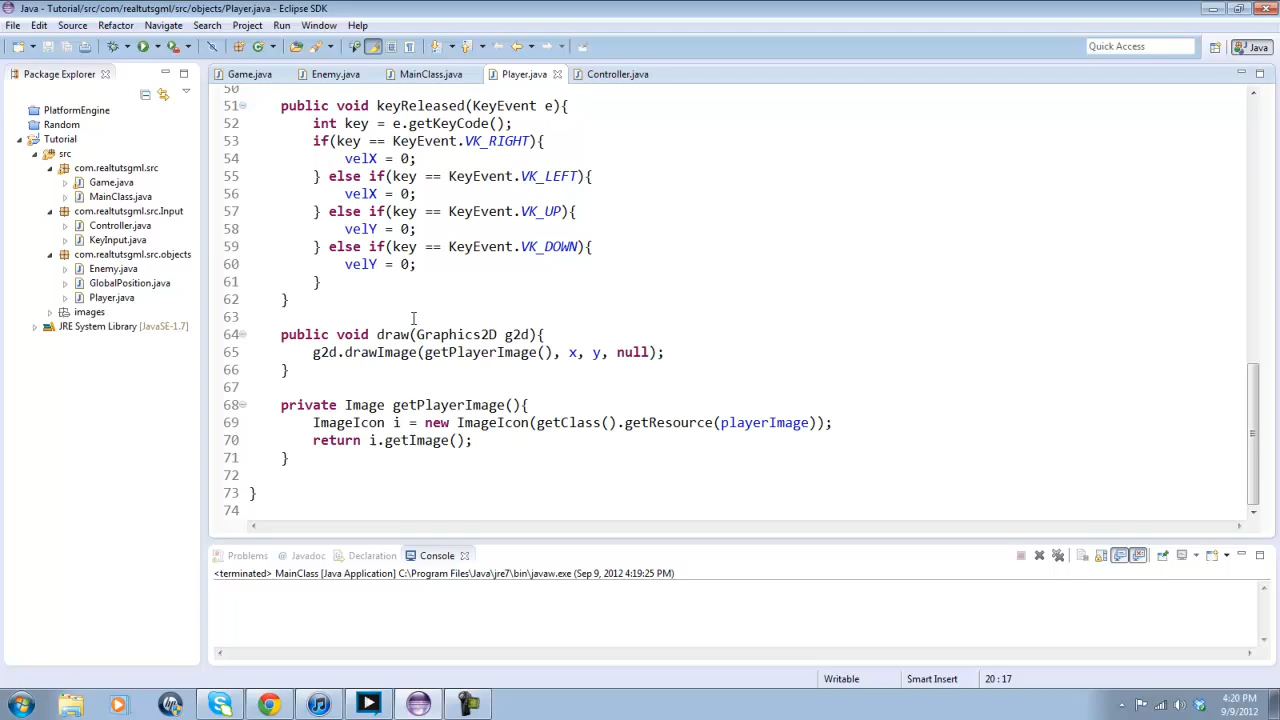 Java - Tutorial/src/com/realtutsgml/src/objects/Player.java - Eclipse SDK
File Edit Source Refactor Navigate Search Project Run Window Help
Quick Access
Java
Package Explorer
Game.java Enemy.java MainClass.java Player.java Controller.java
PlatformEngine
Random
Tutorial
src
com.realtutsgml.src
Game.java
MainClass.java
com.realtutsgml.src.Input
Controller.java
KeyInput.java
com.realtutsgml.src.objects
Enemy.java
GlobalPosition.java
Player.java
images
JRE System Library [JavaSE-1.7]
50
51 public void keyReleased(KeyEvent e){
52 int key = e.getKeyCode();
53 if(key == KeyEvent.VK_RIGHT){
54 velX = 0;
55 } else if(key == KeyEvent.VK_LEFT){
56 velX = 0;
57 } else if(key == KeyEvent.VK_UP){
58 velY = 0;
59 } else if(key == KeyEvent.VK_DOWN){
60 velY = 0;
61 }
62 }
63
64 public void draw(Graphics2D g2d){
65 g2d.drawImage(getPlayerImage(), x, y, null);
66 }
67
68 private Image getPlayerImage(){
69 ImageIcon i = new ImageIcon(getClass().getResource(playerImage));
70 return i.getImage();
71 }
72
73 }
74
Problems @ Javadoc Declaration Console
<terminated> MainClass [Java Application] C:\Program Files\Java\jre7\bin\javaw.exe (Sep 9, 2012 4:19:25 PM)
Writable Smart Insert 20 : 17
4:20 PM
9/9/2012